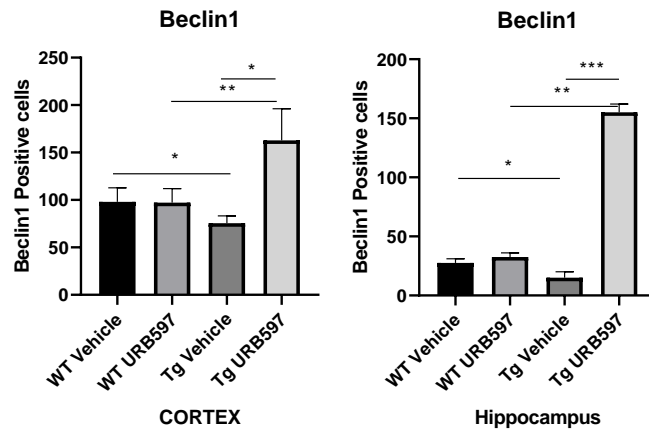 Beclin1
Beclin1 Positive cells
250
200
150
100
50
0
*
**
*
WT Vehicle
WT URB597
Tg Vehicle
Tg URB597
CORTEX
Beclin1
Beclin1 Positive cells
200
150
100
50
0
***
**
*
WT Vehicle
WT URB597
Tg Vehicle
Tg URB597
Hippocampus